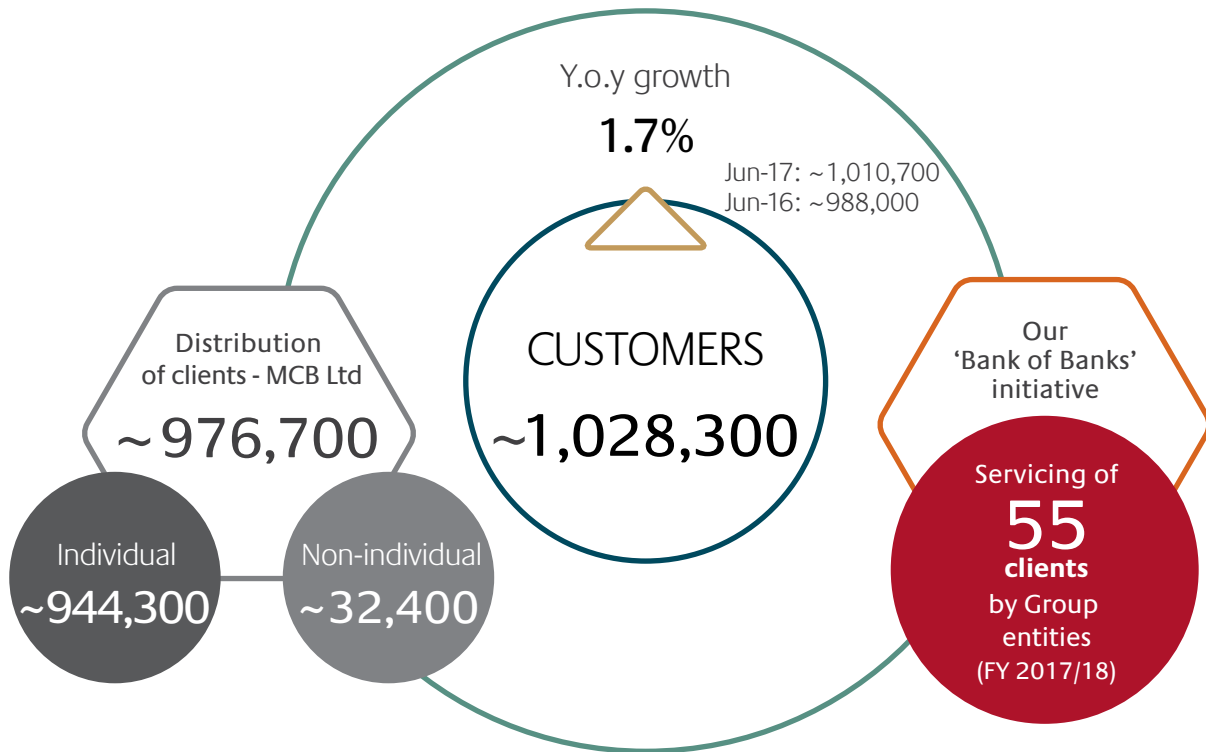 Y.o.y growth
1.7%
Jun-17: ~1,010,700
Jun-16: ~988,000
CUSTOMERS
~1,028,300
Distribution
of clients - MCB Ltd
~976,700
Individual
~944,300
Non-individual
~32,400
Our
‘Bank of Banks’
initiative
Servicing of
55
clients
by Group
entities
(FY 2017/18)